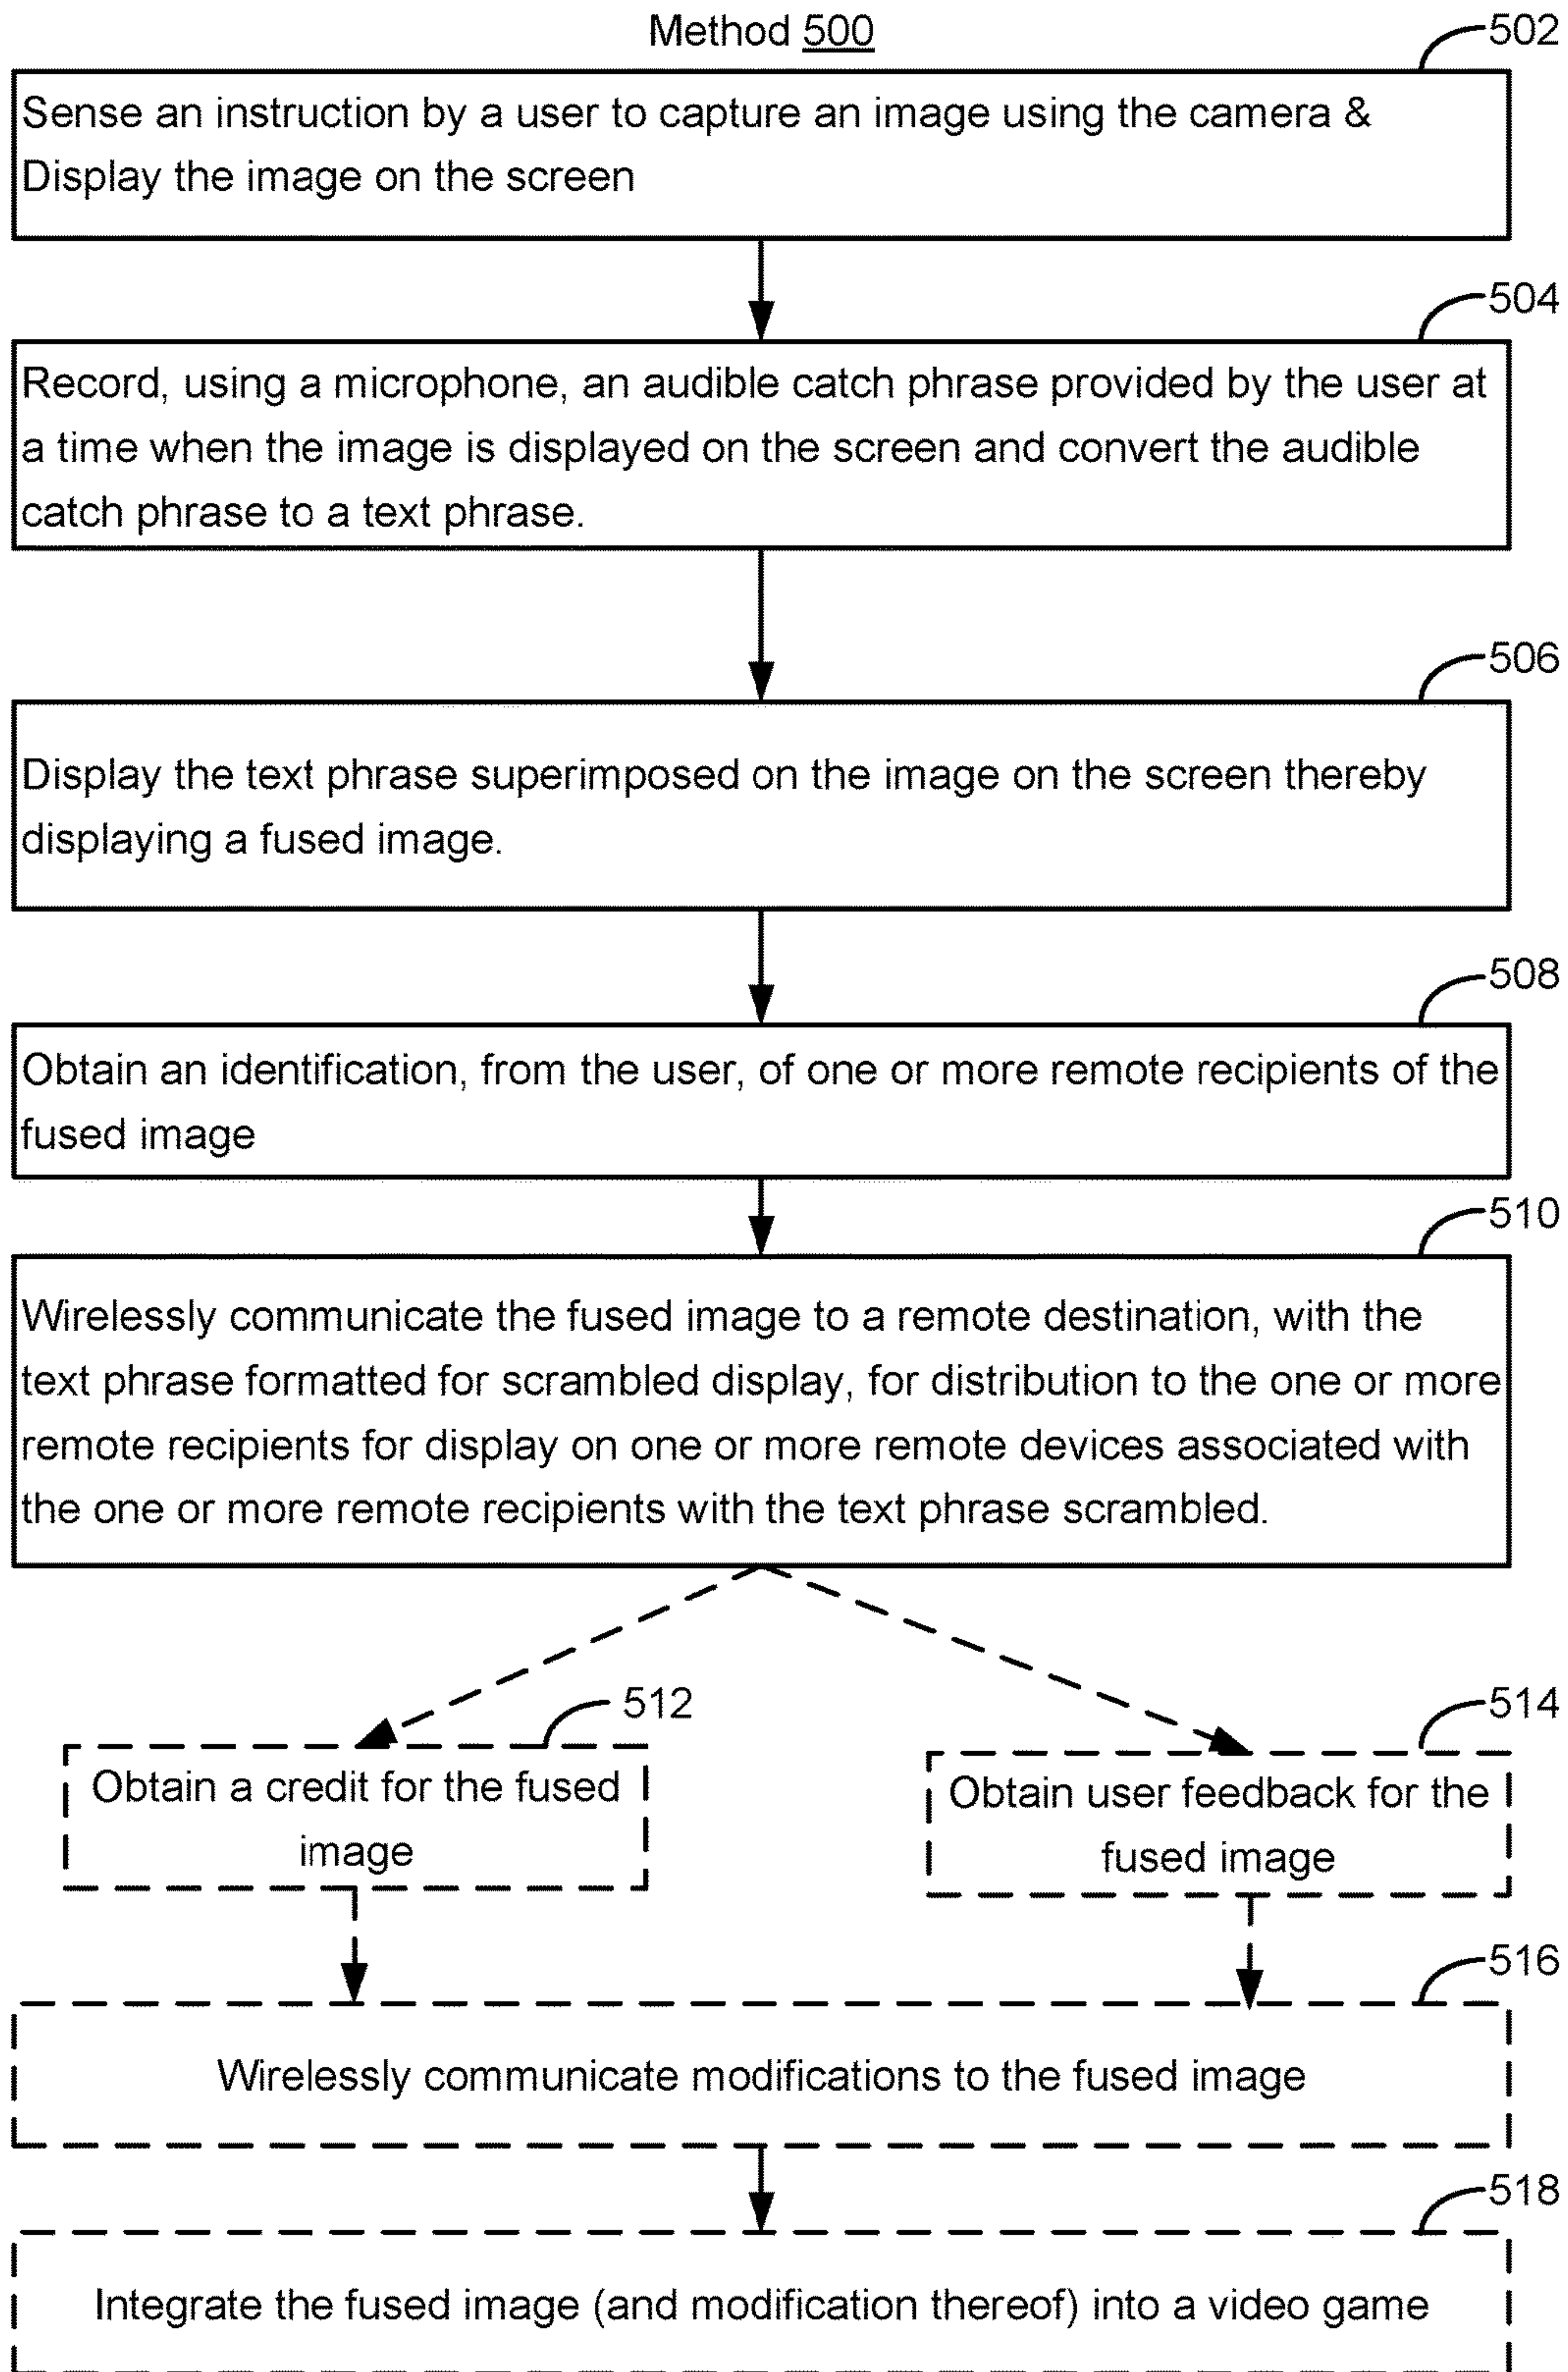 Method 500
502
Sense an instruction by a user to capture an image using the camera &
Display the image on the screen
504
Record, using a microphone, an audible catch phrase provided by the user at
a time when the image is displayed on the screen and convert the audible
catch phrase to a text phrase.
506
Display the text phrase superimposed on the image on the screen thereby
displaying a fused image.
508
Obtain an identification, from the user, of one or more remote recipients of the
fused image
510
Wirelessly communicate the fused image to a remote destination, with the
text phrase formatted for scrambled display, for distribution to the one or more
remote recipients for display on one or more remote devices associated with
the one or more remote recipients with the text phrase scrambled.
512
Obtain a credit for the fused
image
514
Obtain user feedback for the
fused image
516
Wirelessly communicate modifications to the fused image
518
Integrate the fused image (and modification thereof) into a video game